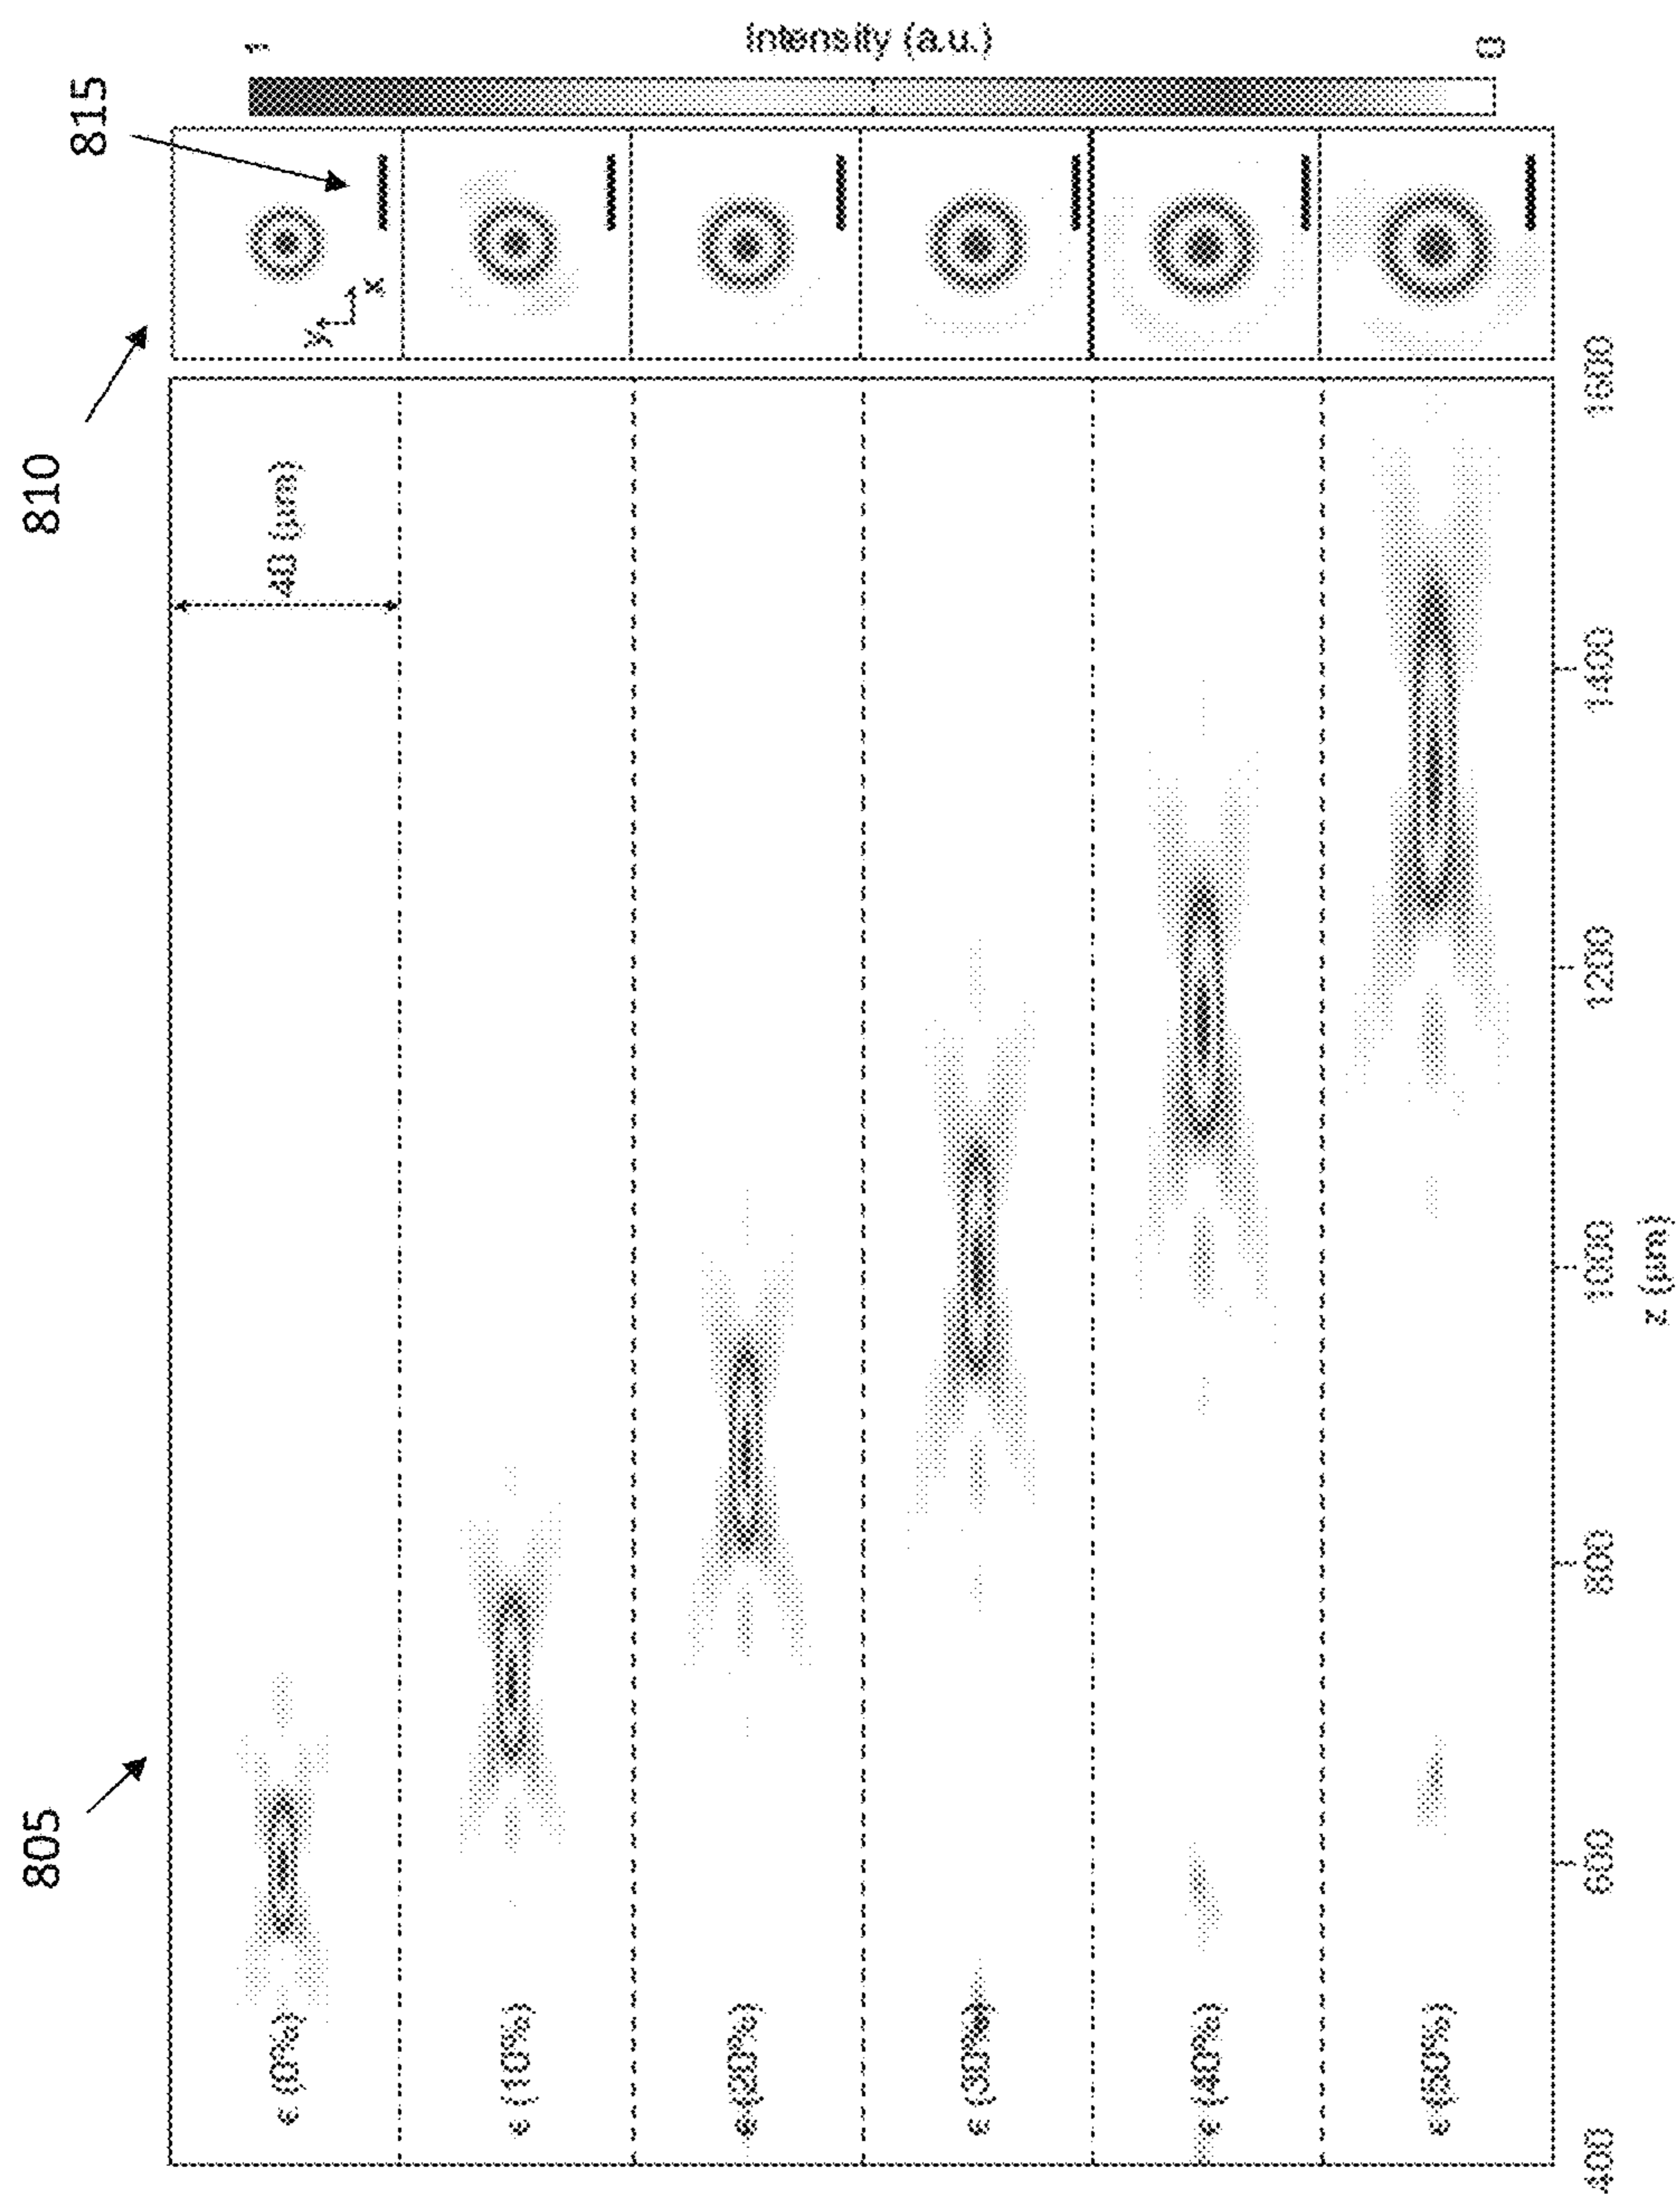 805
810
815
1
Intensity (a.u.)
0
y
x
40 (μm)
ε (0%)
ε (10%)
ε (20%)
ε (30%)
ε (40%)
ε (50%)
400
600
800
1000
1200
1400
1600
z (μm)